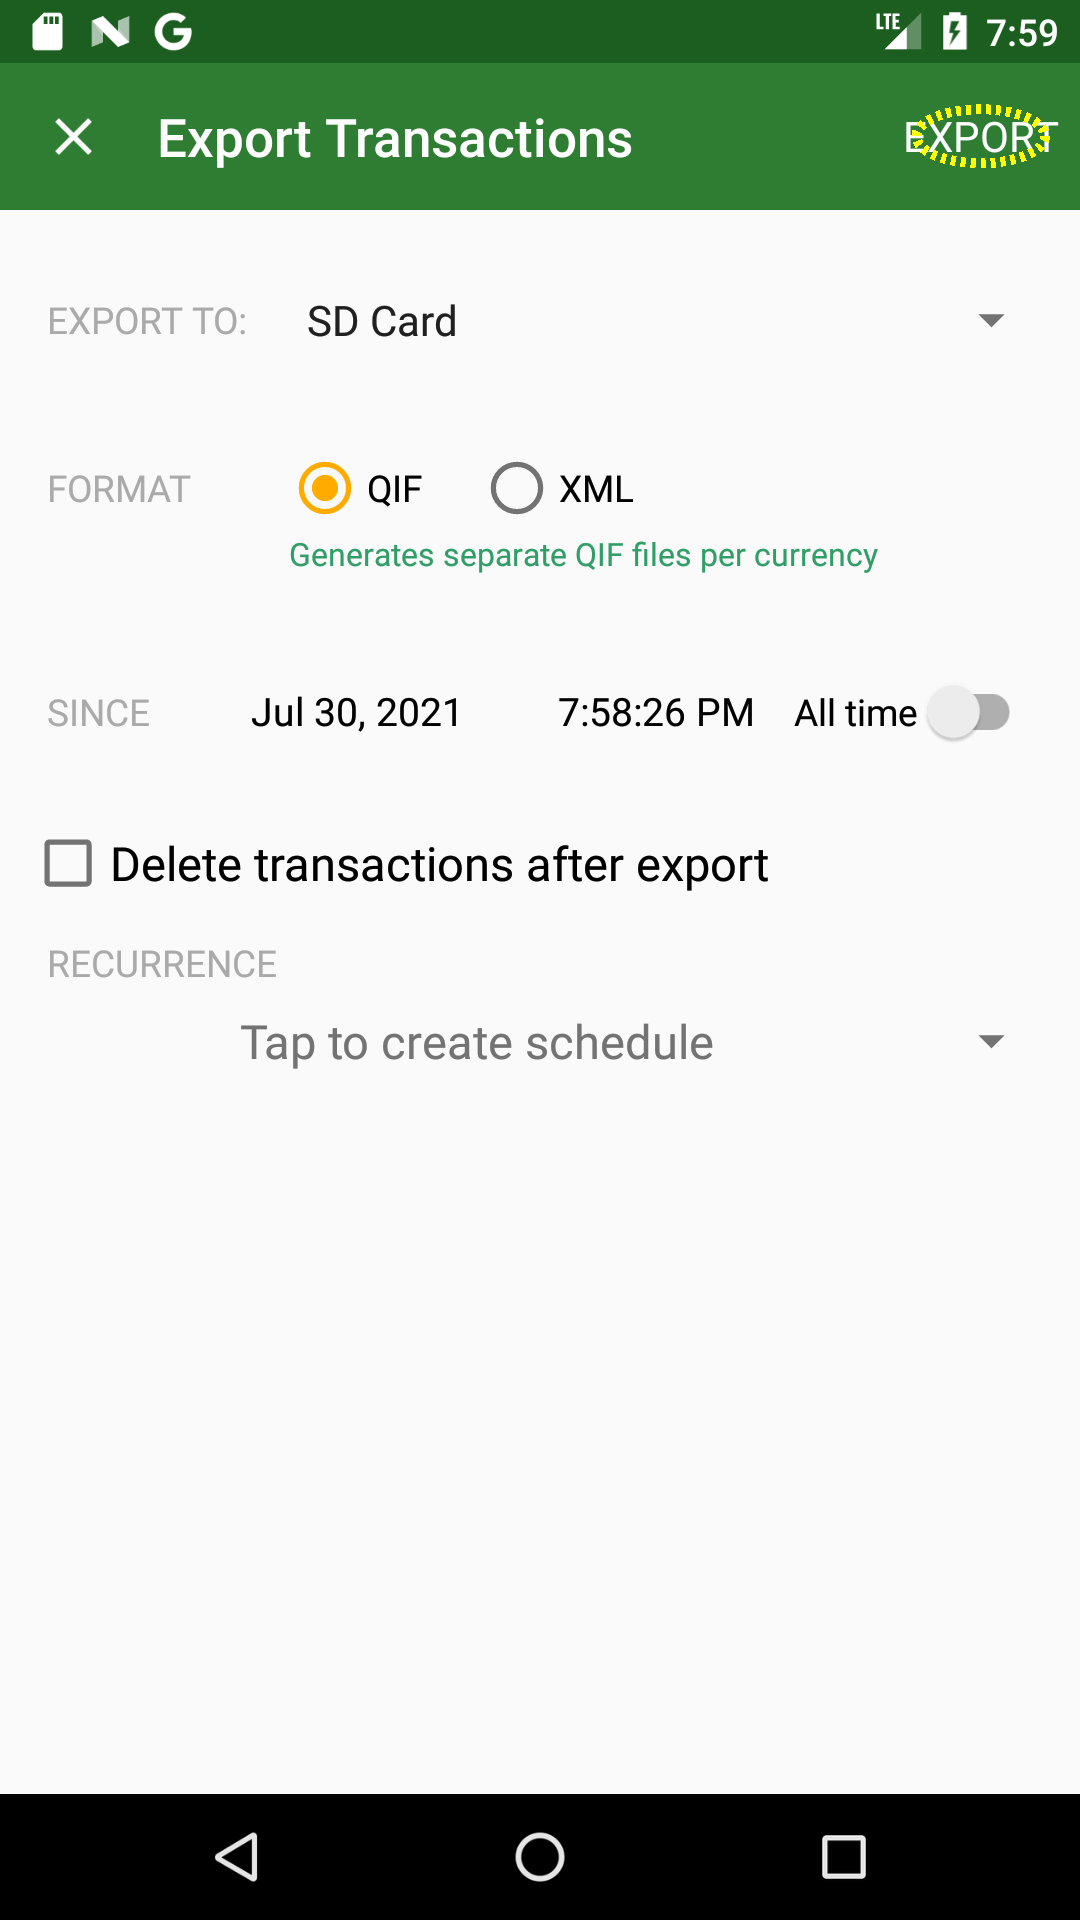 LTE 7:59
Export Transactions EXPORT
EXPORT TO: SD Card
FORMAT QIF XML
Generates separate QIF files per currency
SINCE Jul 30, 2021 7:58:26 PM All time
Delete transactions after export
RECURRENCE
Tap to create schedule